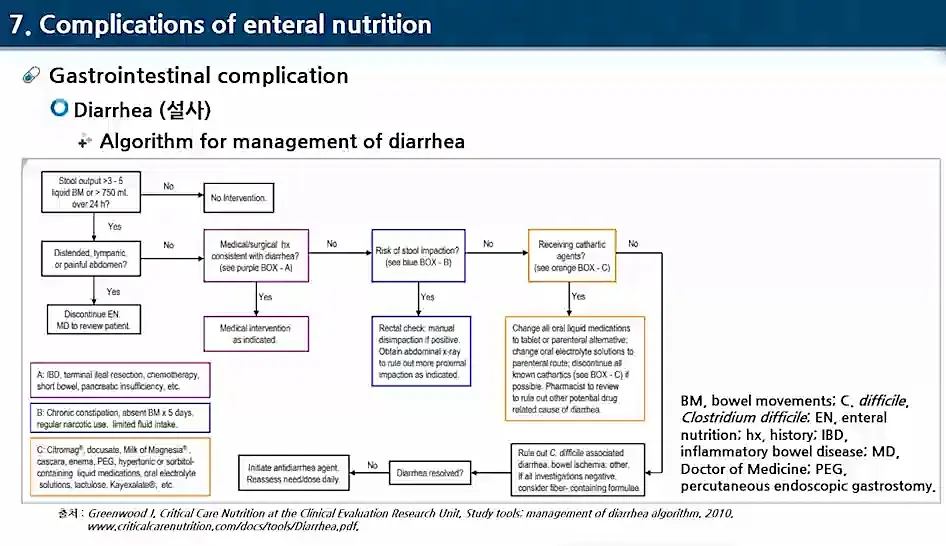 7. Complications of enteral nutrition
Gastrointestinal complication
Diarrhea (설사)
Algorithm for management of diarrhea
Stool output >3 - 5
liquid BM or > 750 ml.
over 24 h?
No
No Intervention.
Yes
Distended, tympanic,
or painful abdomen?
No
Medical/surgical hx
consistent with diarrhea?
(see purple BOX - A)
No
Risk of stool impaction?
(see blue BOX - B)
No
Receiving cathartic
agents?
(see orange BOX - C)
No
Yes
Discontinue EN.
MD to review patient.
Yes
Medical intervention
as indicated.
Yes
Rectal check; manual
disimpaction if positive.
Obtain abdominal x-ray
to rule out more proximal
impaction as indicated.
Yes
Change all oral liquid medications
to tablet or parenteral alternative;
change oral electrolyte solutions to
parenteral route; discontinue all
known cathartics (see BOX - C) if
possible. Pharmacist to review
to rule out other potential drug
related cause of diarrhea
A: IBD, terminal ileal resection, chemotherapy,
short bowel, pancreatic insufficiency, etc.
B: Chronic constipation, absent BM x 5 days,
regular narcotic use, limited fluid intake.
C: Citromag®, docusate, Milk of Magnesia®,
cascara, enema, PEG, hypertonic or sorbitol-
containing liquid medications, oral electrolyte
solutions, lactulose, Kayexalate®, etc.
Initiate antidiarrhea agent.
Reassess need/dose daily.
No
Diarrhea resolved?
Rule out C. difficile associated
diarrhea, bowel ischemia, other.
If all investigations negative,
consider fiber- containing formulae.
BM, bowel movements; C. difficile,
Clostridium difficile; EN, enteral
nutrition; hx, history; IBD,
inflammatory bowel disease; MD,
Doctor of Medicine; PEG,
percutaneous endoscopic gastrostomy.
출처 : Greenwood J. Critical Care Nutrition at the Clinical Evaluation Research Unit. Study tools: management of diarrhea algorithm. 2010.
www.criticalcarenutrition.com/docs/tools/Diarrhea.pdf.